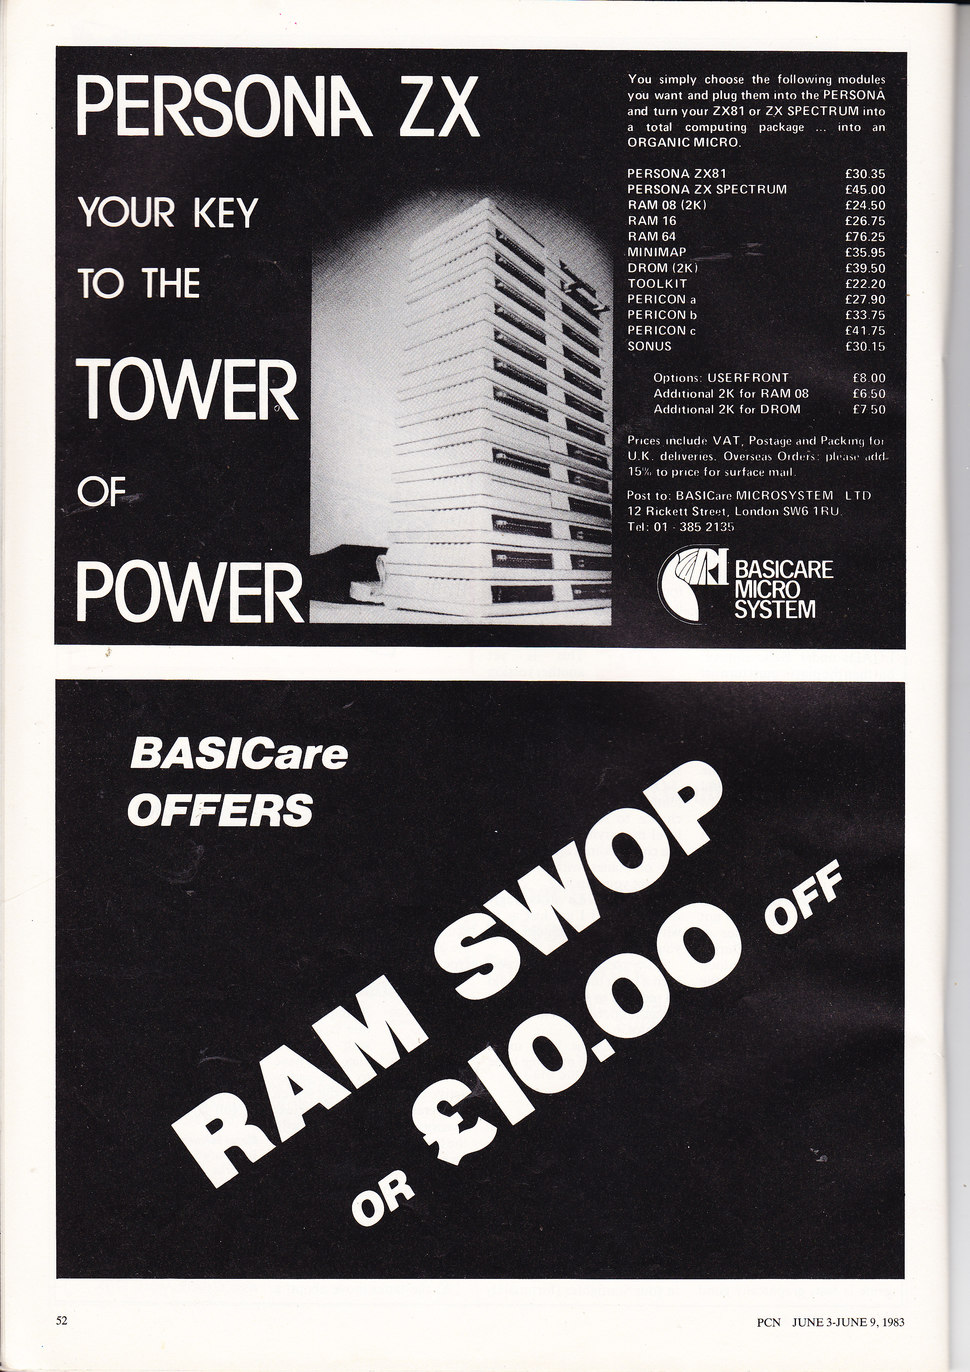 PERSONA ZX
YOUR KEY
TO THE
TOWER
OF
POWER
You simply choose the following modules
you want and plug them into the PERSONA
and turn your ZX81 or ZX SPECTRUM into
a total computing package ... into an
ORGANIC MICRO.
PERSONA ZX81 £30.35
PERSONA ZX SPECTRUM £45.00
RAM 08 (2K) £24.50
RAM 16 £26.75
RAM 64 £76.25
MINIMAP £35.95
DROM (2K) £39.50
TOOLKIT £22.20
PERICON a £27.90
PERICON b £33.75
PERICON c £41.75
SONUS £30.15
Options: USERFRONT £8.00
Additional 2K for RAM 08 £6.50
Additional 2K for DROM £7.50
Prices include VAT, Postage and Packing for
U.K. deliveries. Overseas Orders: please add
15% to price for surface mail.
Post to: BASICare MICROSYSTEM LTD
12 Rickett Street, London SW6 1RU.
Tel: 01 - 385 2135
BASICARE
MICRO
SYSTEM
BASICare
OFFERS
RAM SWOP
OR £10.00 OFF
52
PCN JUNE 3-JUNE 9, 1983